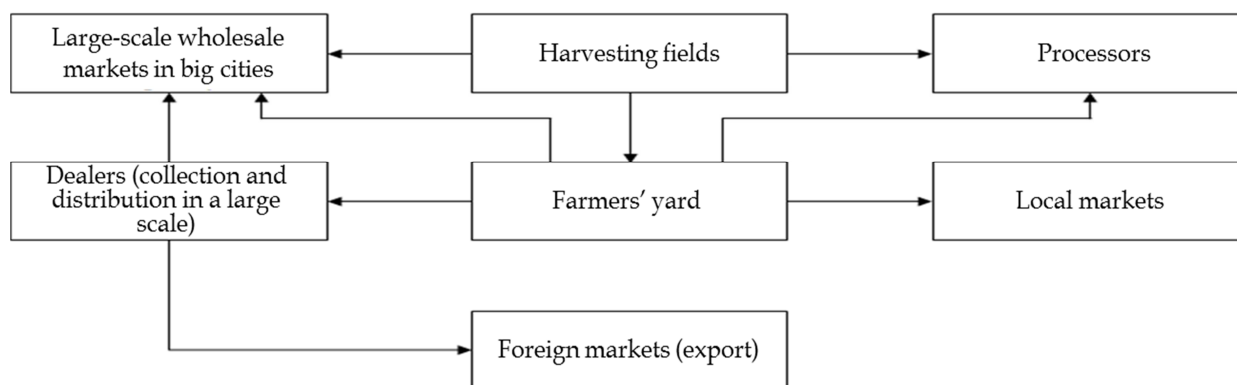 Large-scale wholesale
markets in big cities
Harvesting fields
Processors
Dealers (collection and
distribution in a large
scale)
Farmers' yard
Local markets
Foreign markets (export)